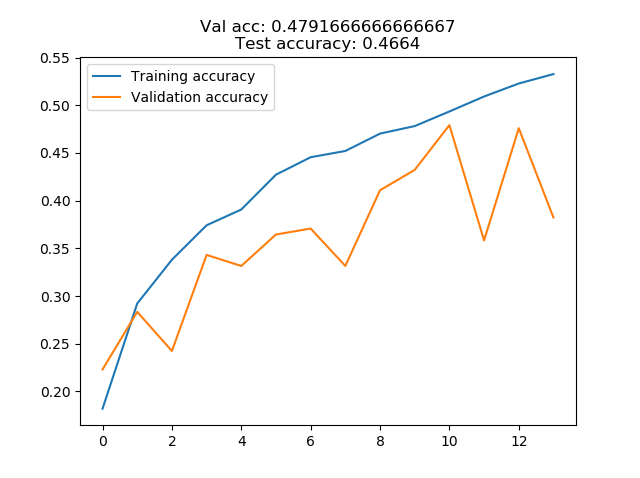 Val acc: 0.4791666666666667
Test accuracy: 0.4664
Training accuracy
Validation accuracy
0.55
0.50
0.45
0.40
0.35
0.30
0.25
0.20
0 2 4 6 8 10 12